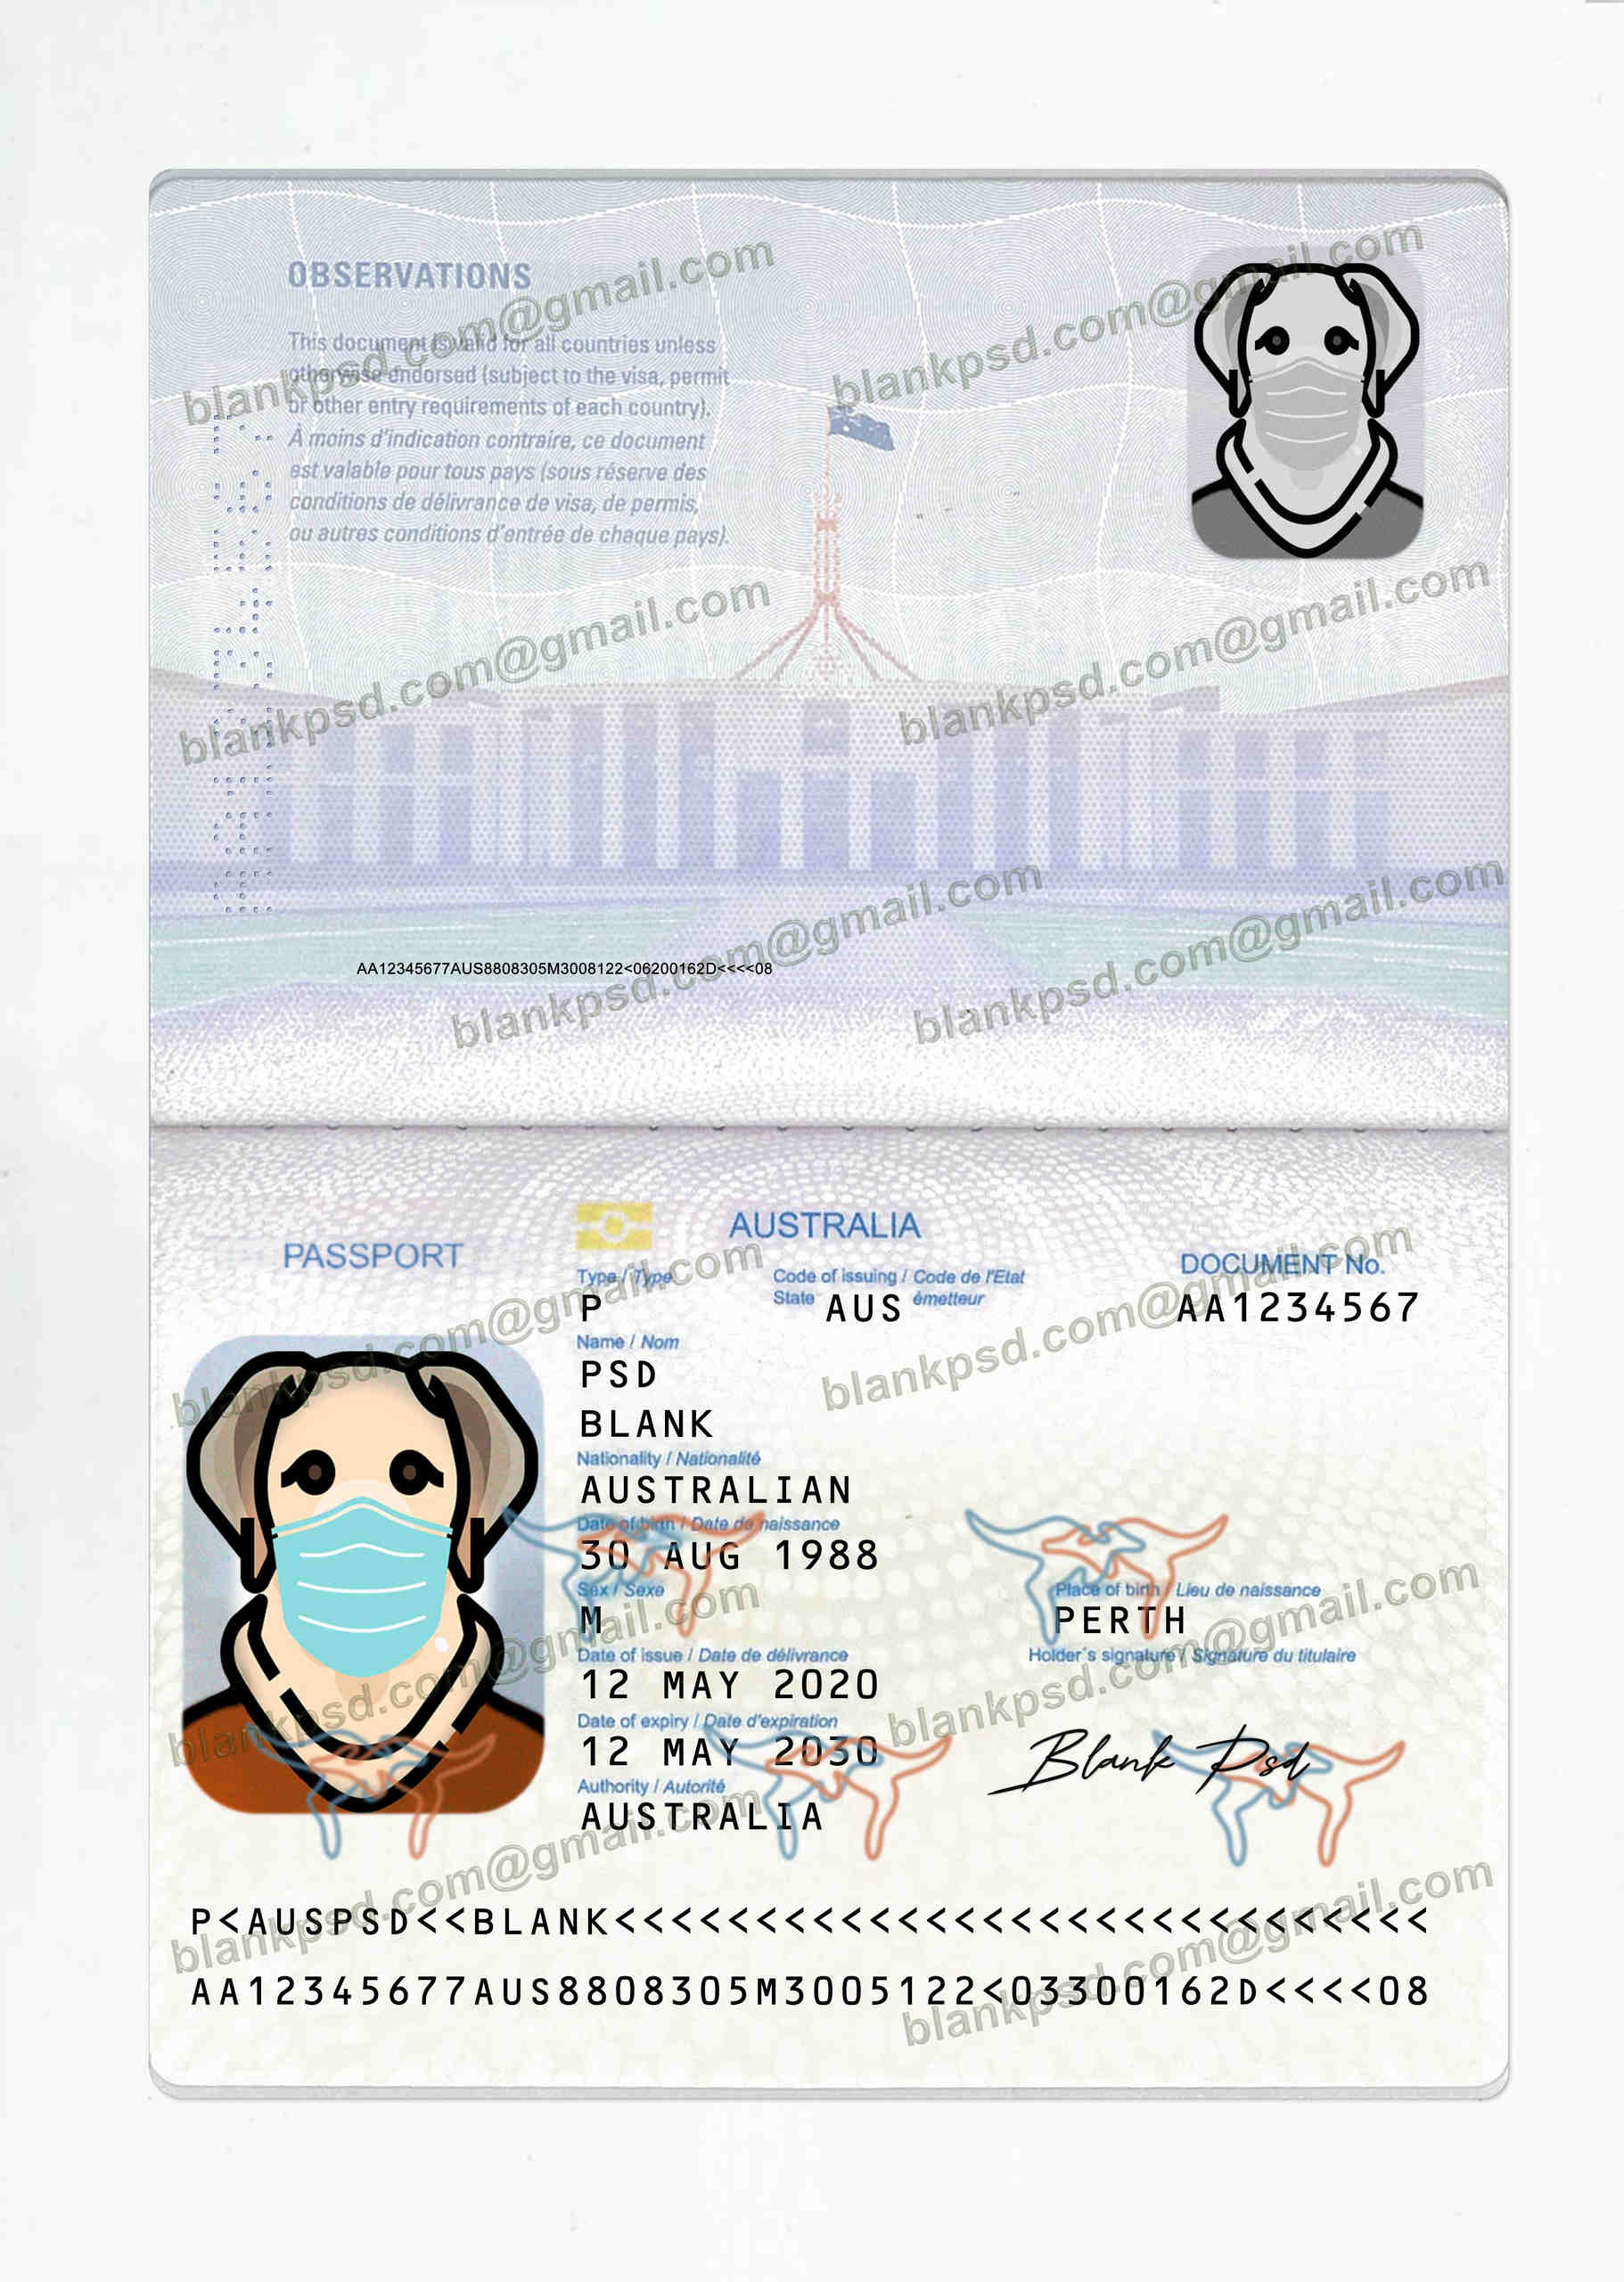 OBSERVATIONS
This document is valid for all countries unless
otherwise endorsed (subject to the visa, permit
or other entry requirements of each country).
À moins d'indication contraire, ce document
est valable pour tous pays (sous réserve des
conditions de délivrance de visa, de permis,
ou autres conditions d'entrée de chaque pays).
blankpsd.com@gmail.com
blankpsd.com@gmail.com
blankpsd.com@gmail.com
blankpsd.com@gmail.com
blankpsd.com@gmail.com
blankpsd.com@gmail.com
AA12345677AUS8808305M3008122<06200162D<<<<08
PASSPORT
AUSTRALIA
Type / Type
Code of issuing / Code de l'Etat
State émetteur
DOCUMENT No.
P
AUS
AA1234567
Name / Nom
PSD
BLANK
Nationality / Nationalité
AUSTRALIAN
Date of birth / Date de naissance
30 AUG 1988
Sex / Sexe
Place of birth / Lieu de naissance
M
PERTH
Date of issue / Date de délivrance
Holder's signature / Signature du titulaire
12 MAY 2020
Date of expiry / Date d'expiration
12 MAY 2030
Blank Psd
Authority / Autorité
AUSTRALIA
blankpsd.com@gmail.com
blankpsd.com@gmail.com
blankpsd.com@gmail.com
blankpsd.com@gmail.com
blankpsd.com@gmail.com
blankpsd.com@gmail.com
P<AUSPSD<<BLANK<<<<<<<<<<<<<<<<<<<<<<<<<<<<<
AA12345677AUS8808305M3005122<03300162D<<<<08